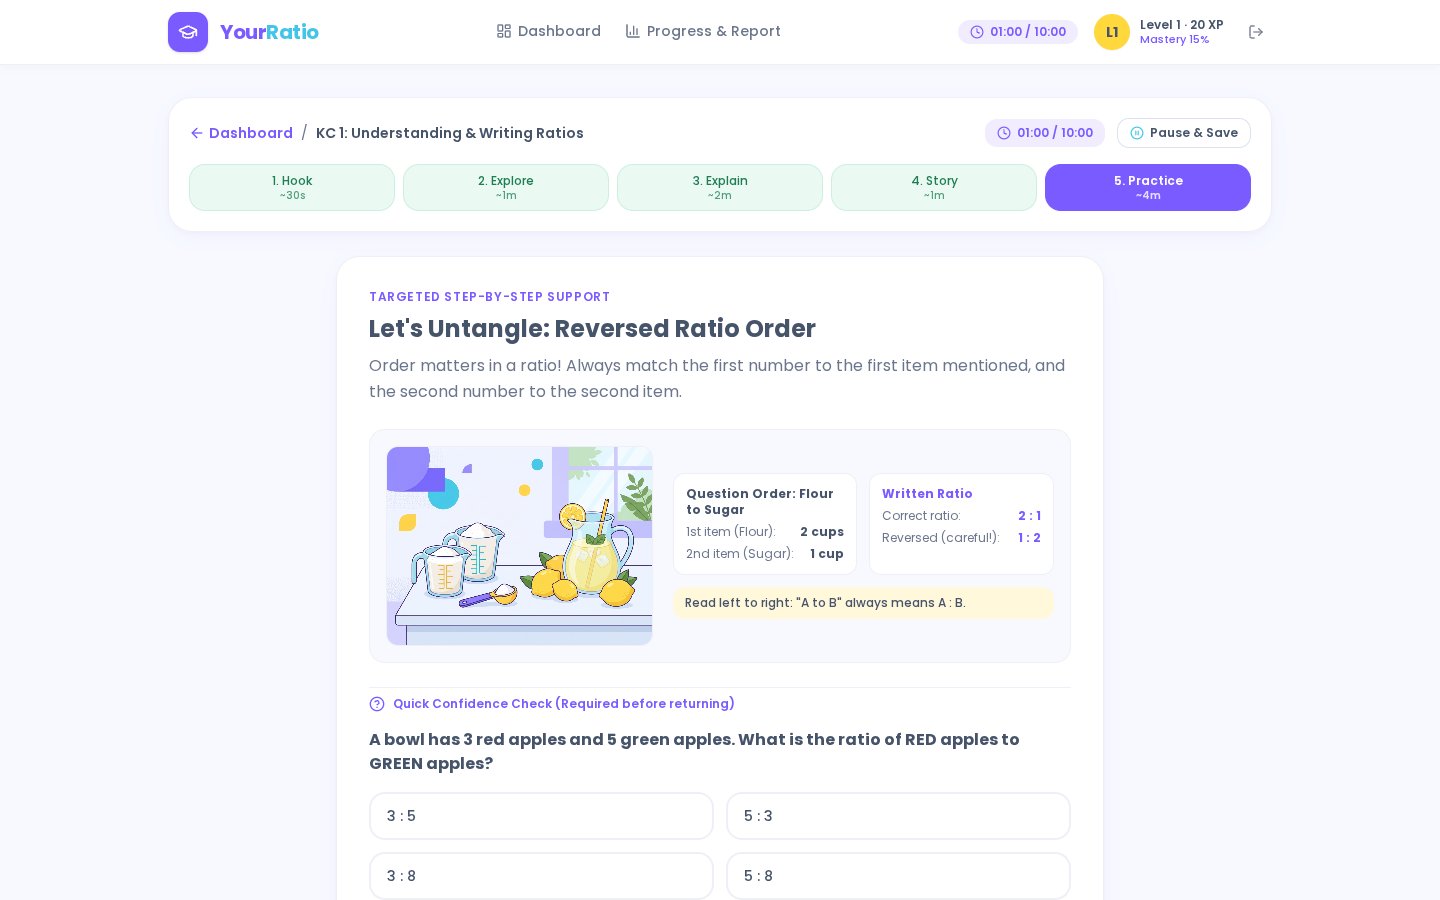 YourRatio
Dashboard
Progress & Report
01:00 / 10:00
L1
Level 1 · 20 XP
Mastery 15%
Dashboard / KC 1: Understanding & Writing Ratios
01:00 / 10:00
Pause & Save
1. Hook
~30s
2. Explore
~1m
3. Explain
~2m
4. Story
~1m
5. Practice
~4m
TARGETED STEP-BY-STEP SUPPORT
Let's Untangle: Reversed Ratio Order
Order matters in a ratio! Always match the first number to the first item mentioned, and
the second number to the second item.
Question Order: Flour
to Sugar
1st item (Flour): 2 cups
2nd item (Sugar): 1 cup
Written Ratio
Correct ratio: 2 : 1
Reversed (careful!): 1 : 2
Read left to right: "A to B" always means A : B.
Quick Confidence Check (Required before returning)
A bowl has 3 red apples and 5 green apples. What is the ratio of RED apples to
GREEN apples?
3 : 5
5 : 3
3 : 8
5 : 8